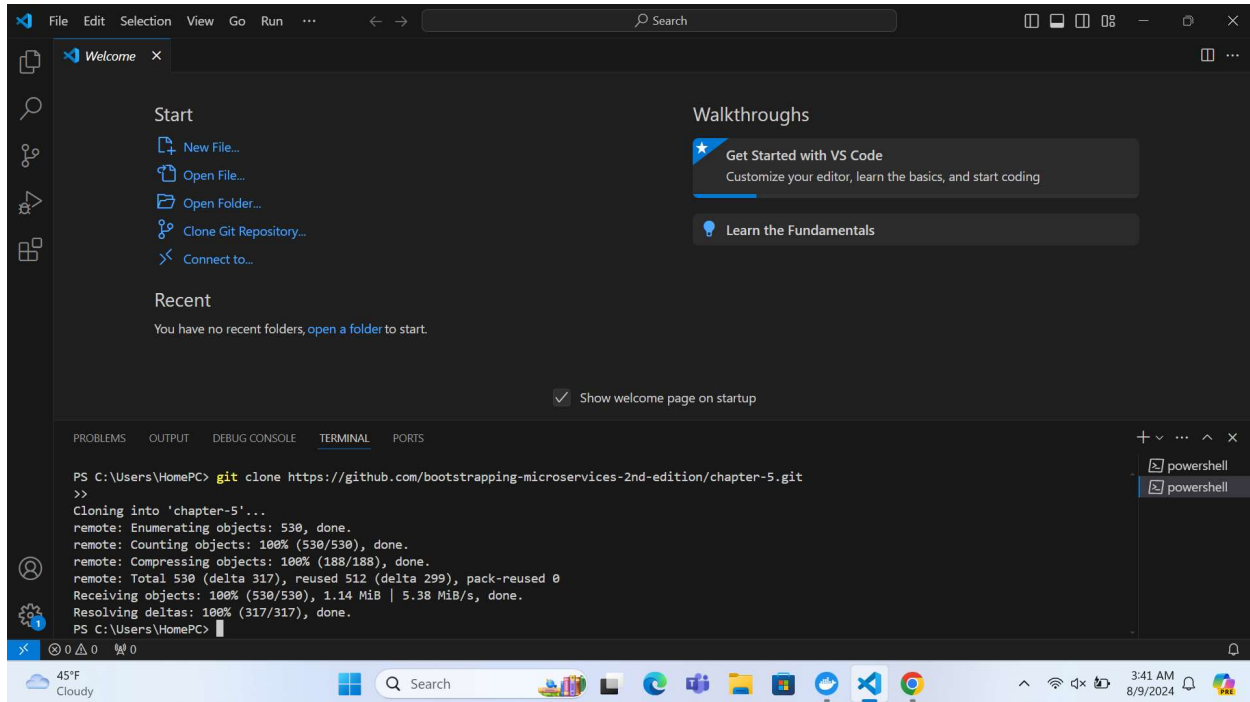 File Edit Selection View Go Run ··· Search
Welcome
Start
New File...
Open File...
Open Folder...
Clone Git Repository...
Connect to...
Recent
You have no recent folders, open a folder to start.
Walkthroughs
Get Started with VS Code
Customize your editor, learn the basics, and start coding
Learn the Fundamentals
Show welcome page on startup
PROBLEMS OUTPUT DEBUG CONSOLE TERMINAL PORTS
powershell
powershell
PS C:\Users\HomePC> git clone https://github.com/bootstrapping-microservices-2nd-edition/chapter-5.git
>>
Cloning into 'chapter-5'...
remote: Enumerating objects: 530, done.
remote: Counting objects: 100% (530/530), done.
remote: Compressing objects: 100% (188/188), done.
remote: Total 530 (delta 317), reused 512 (delta 299), pack-reused 0
Receiving objects: 100% (530/530), 1.14 MiB | 5.38 MiB/s, done.
Resolving deltas: 100% (317/317), done.
PS C:\Users\HomePC>
1
0 0 0
45°F
Cloudy
Search
PRE
3:41 AM
8/9/2024